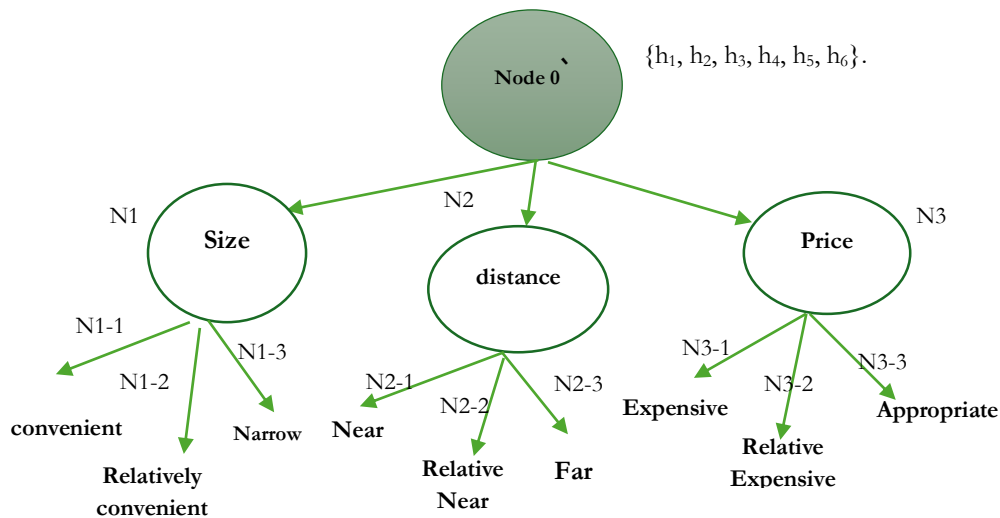 Node 0`
{h₁, h₂, h₃, h₄, h₅, h₆}.
N1
N2
N3
Size
distance
Price
N1-1
N1-2
N1-3
N2-1
N2-2
N2-3
N3-1
N3-2
N3-3
convenient
Relatively
convenient
Narrow
Near
Relative
Near
Far
Expensive
Relative
Expensive
Appropriate